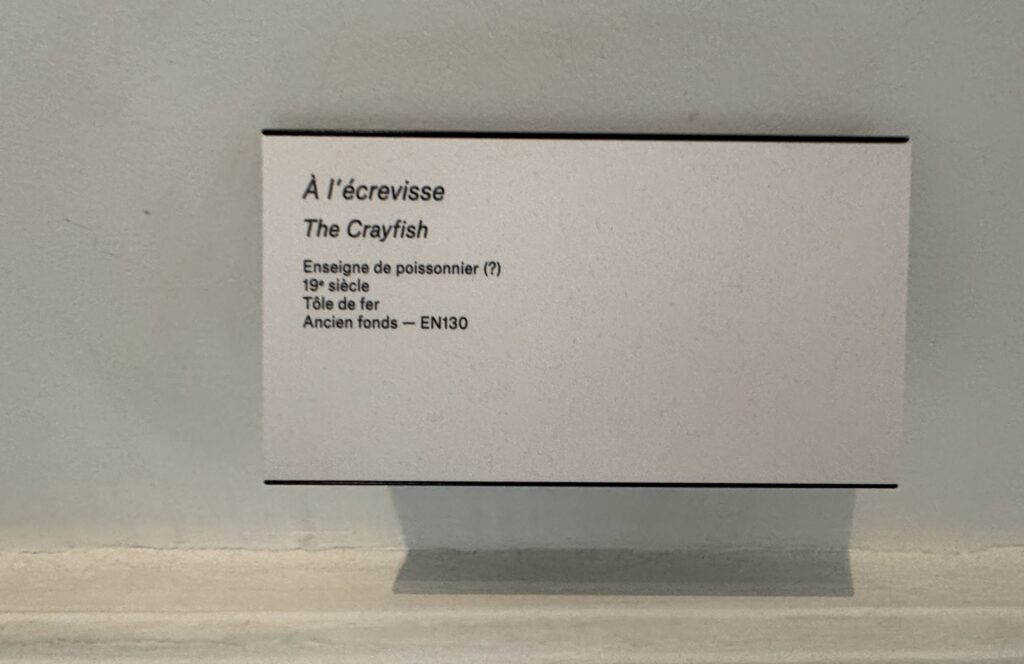 À l'écrevisse
The Crayfish
Enseigne de poissonnier (?)
19ᵉ siècle
Tôle de fer
Ancien fonds — EN130